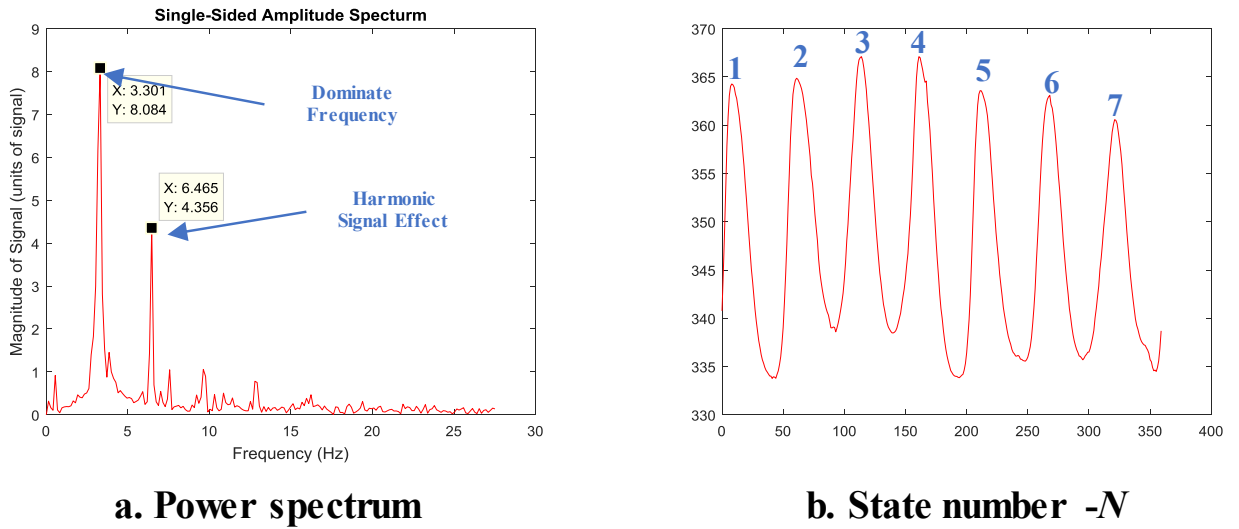 Single-Sided Amplitude Specturm
Magnitude of Signal (units of signal)
9
8
7
6
5
4
3
2
1
0
X: 3.301
Y: 8.084
Dominate
Frequency
X: 6.465
Y: 4.356
Harmonic
Signal Effect
0 5 10 15 20 25 30
Frequency (Hz)
a. Power spectrum
370
365
360
355
350
345
340
335
330
1 2 3 4 5 6 7
0 50 100 150 200 250 300 350 400
b. State number -N